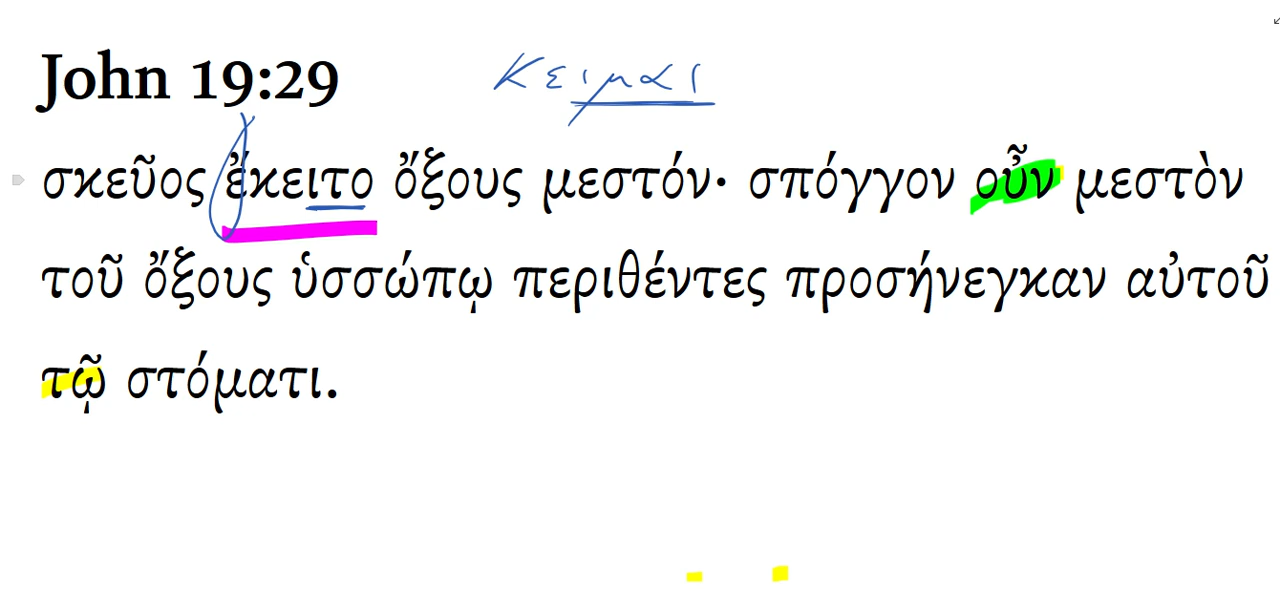 John 19:29 κειμαι
σκεῦος ἔκειτο ὄξους μεστόν· σπόγγον οὖν μεστὸν
τοῦ ὄξους ὑσσώπῳ περιθέντες προσήνεγκαν αὐτοῦ
τῷ στόματι.